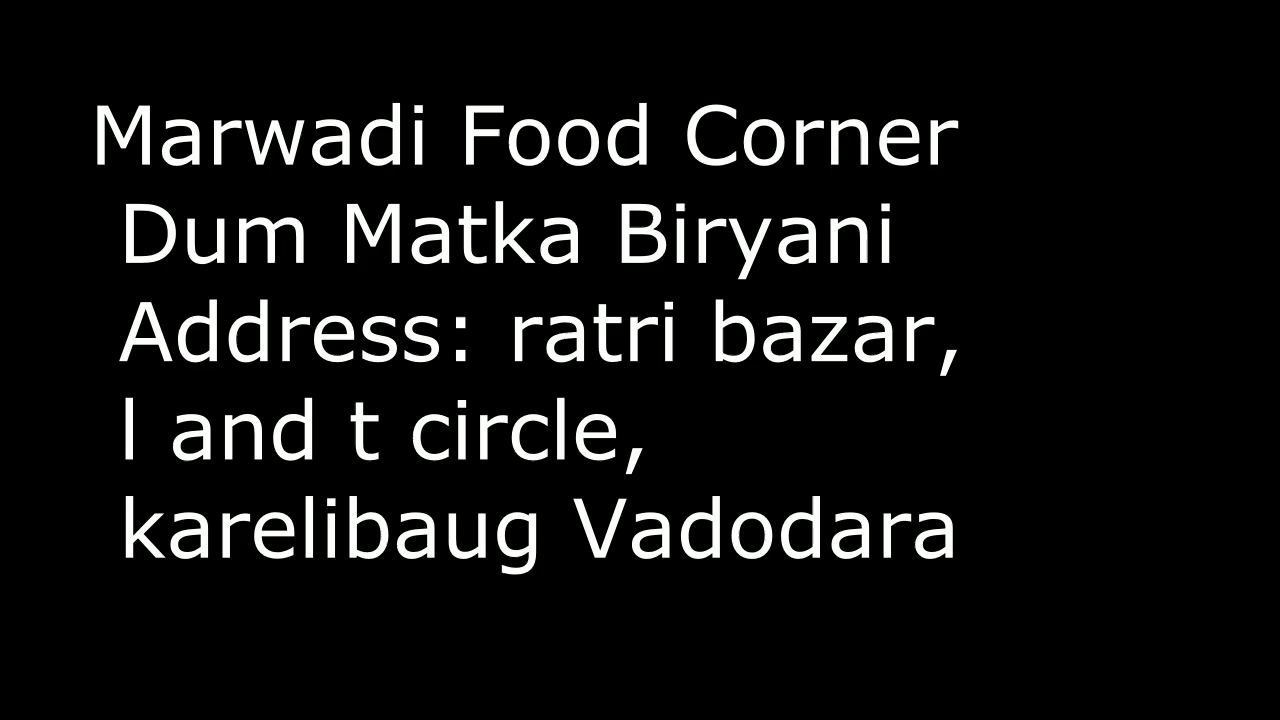 Marwadi Food Corner
Dum Matka Biryani
Address: ratri bazar,
l and t circle,
karelibaug Vadodara